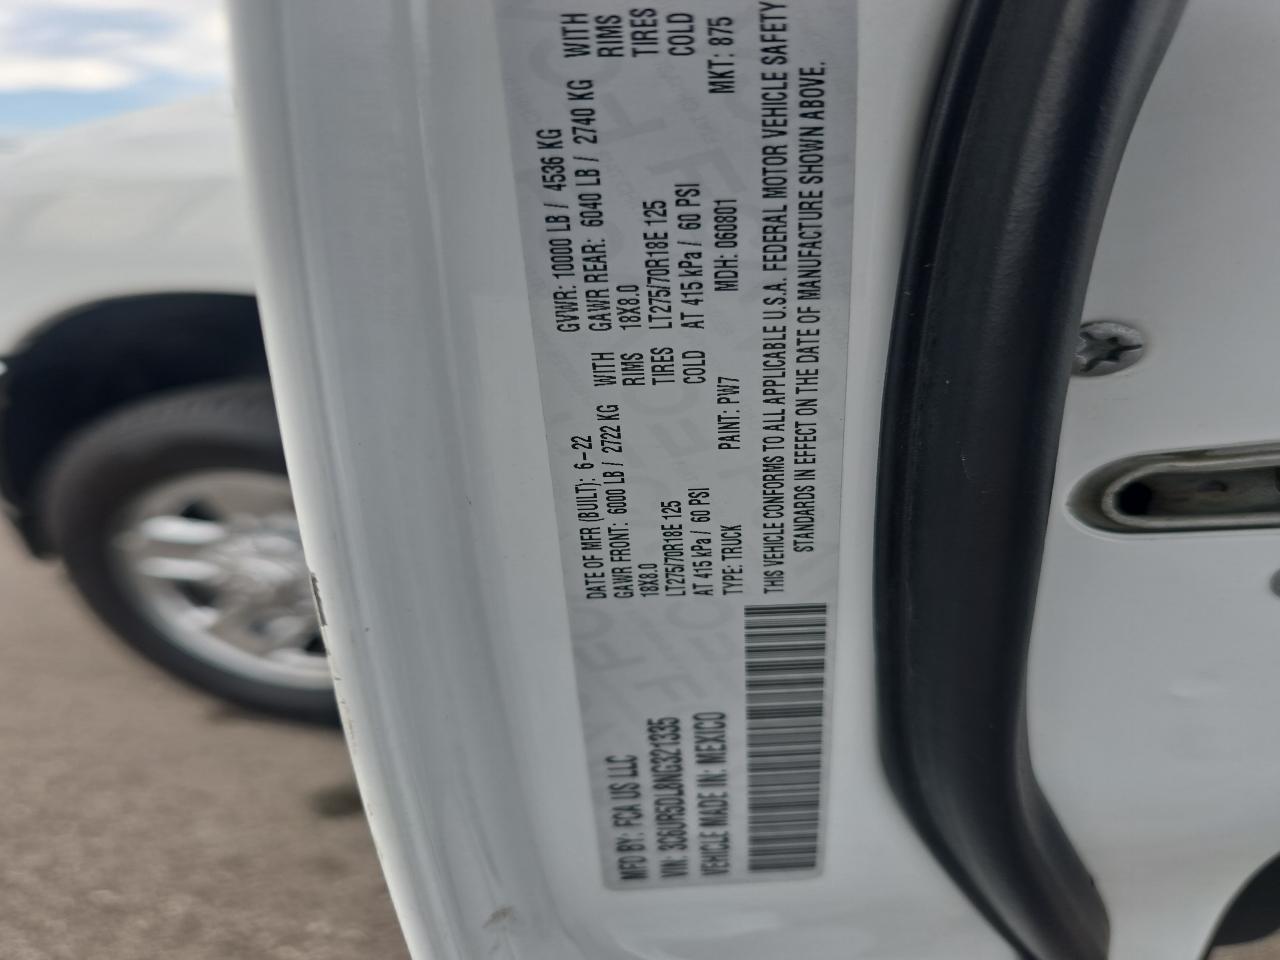 MFD BY: FCA US LLC
DATE OF MFR (BUILT): 6-22
GVWR: 10000 LB / 4536 KG
GAWR FRONT: 6000 LB / 2722 KG WITH
18X8.0 RIMS
LT275/70R18E 125 TIRES
AT 415 kPa / 60 PSI COLD
GAWR REAR: 6040 LB / 2740 KG WITH
18X8.0 RIMS
LT275/70R18E 125 TIRES
AT 415 kPa / 60 PSI COLD
VIN: 3C6UR5DL8NG321335
TYPE: TRUCK
PAINT: PW7
MDH: 060801
MKT: 875
VEHICLE MADE IN: MEXICO
THIS VEHICLE CONFORMS TO ALL APPLICABLE U.S.A. FEDERAL MOTOR VEHICLE SAFETY
STANDARDS IN EFFECT ON THE DATE OF MANUFACTURE SHOWN ABOVE.